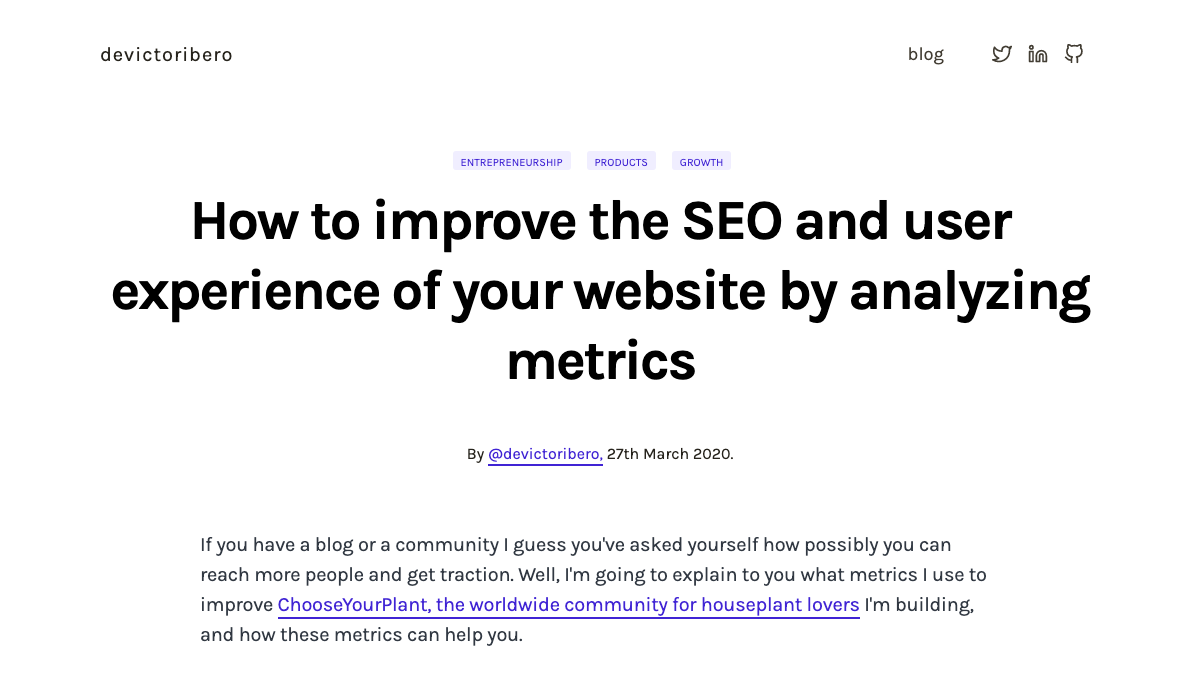 devictoribero
blog
ENTREPRENEURSHIP PRODUCTS GROWTH
How to improve the SEO and user
experience of your website by analyzing
metrics
By @devictoribero, 27th March 2020.
If you have a blog or a community I guess you've asked yourself how possibly you can
reach more people and get traction. Well, I'm going to explain to you what metrics I use to
improve ChooseYourPlant, the worldwide community for houseplant lovers I'm building,
and how these metrics can help you.